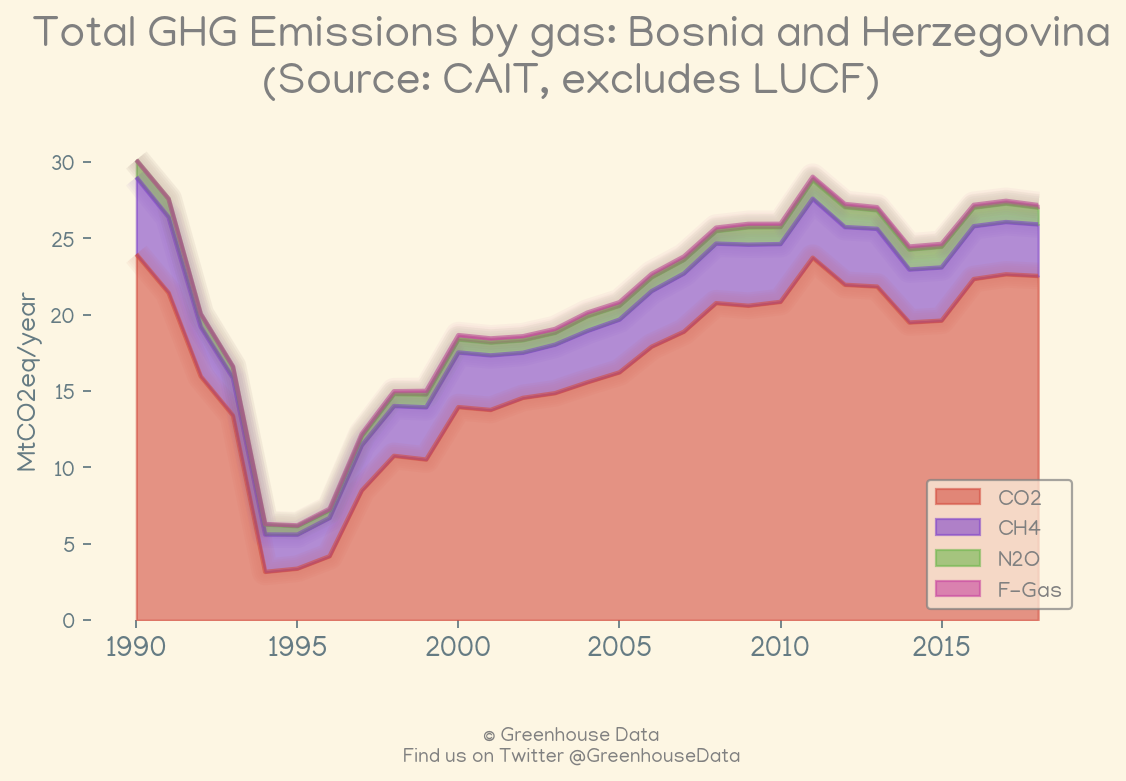 Total GHG Emissions by gas: Bosnia and Herzegovina
(Source: CAIT, excludes LUCF)
30
25
20
15
10
5
0
MtCO2eq/year
CO2
CH4
N2O
F-Gas
1990 1995 2000 2005 2010 2015
© Greenhouse Data
Find us on Twitter @GreenhouseData